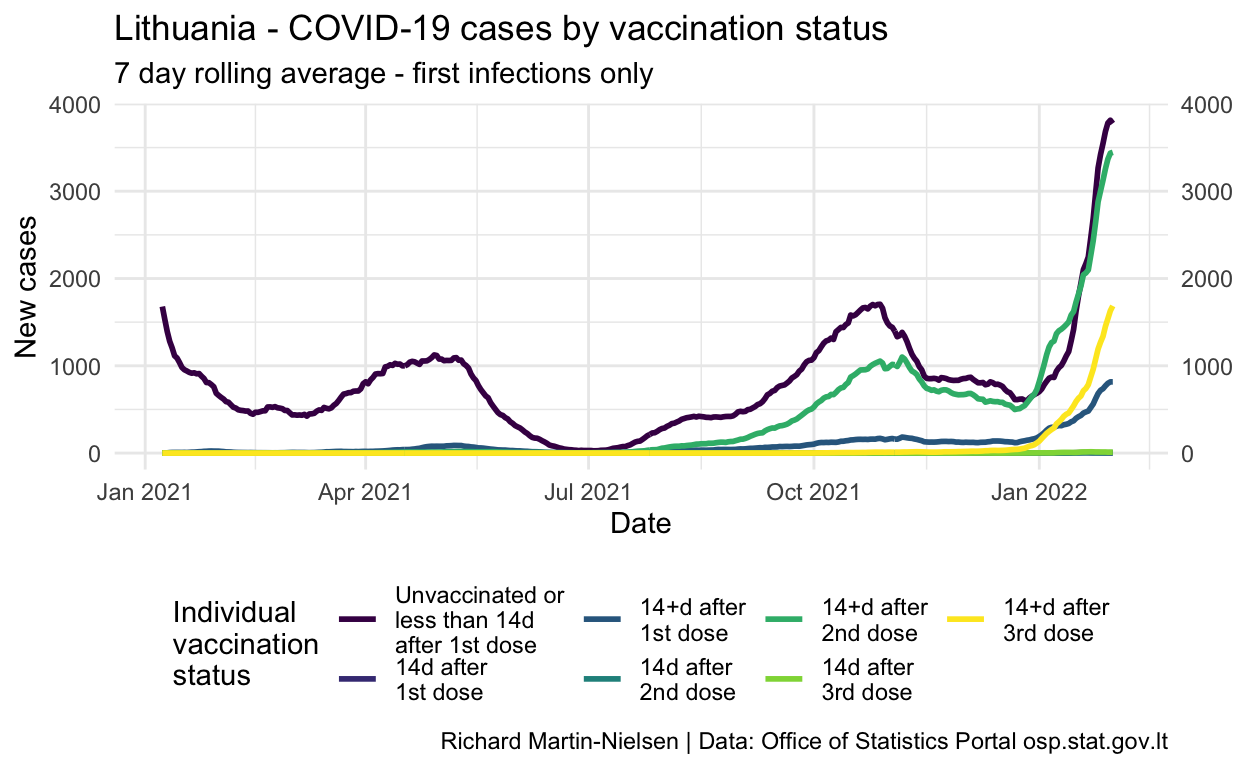 Lithuania - COVID-19 cases by vaccination status
7 day rolling average - first infections only
4000
3000
2000
1000
0
New cases
4000
3000
2000
1000
0
Jan 2021
Apr 2021
Jul 2021
Oct 2021
Jan 2022
Date
Individual
vaccination
status
Unvaccinated or
less than 14d
after 1st dose
14d after
1st dose
14+d after
1st dose
14d after
2nd dose
14+d after
2nd dose
14d after
3rd dose
14+d after
3rd dose
Richard Martin-Nielsen | Data: Office of Statistics Portal osp.stat.gov.lt